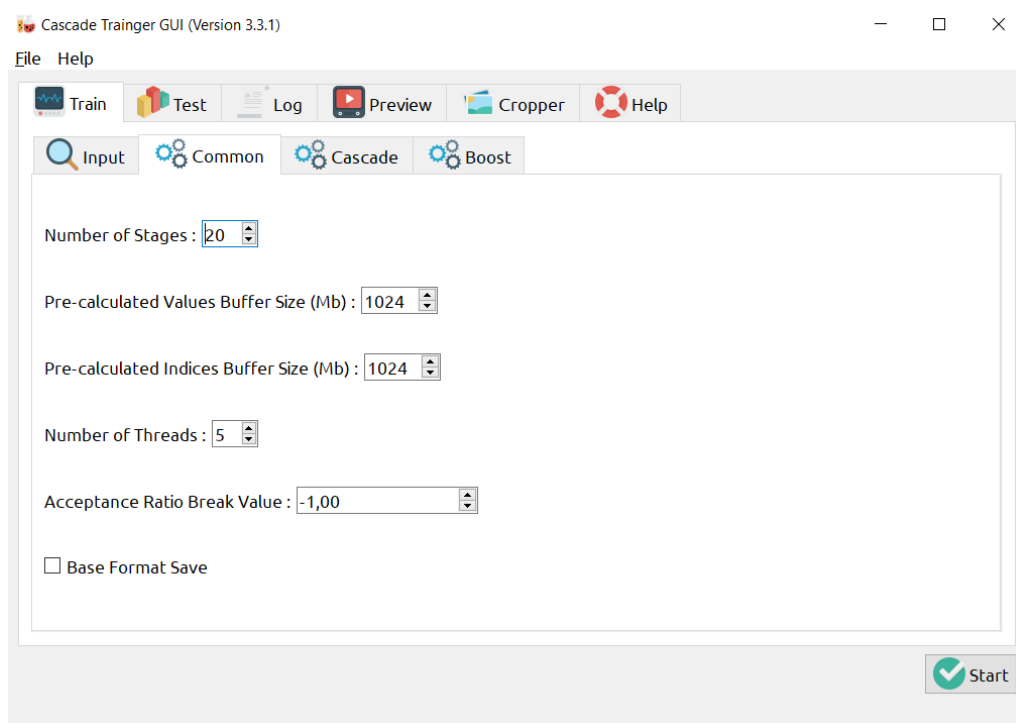 Cascade Trainger GUI (Version 3.3.1)
File Help
Train Test Log Preview Cropper Help
Input Common Cascade Boost
Number of Stages : 20
Pre-calculated Values Buffer Size (Mb) : 1024
Pre-calculated Indices Buffer Size (Mb) : 1024
Number of Threads : 5
Acceptance Ratio Break Value : -1,00
Base Format Save
Start